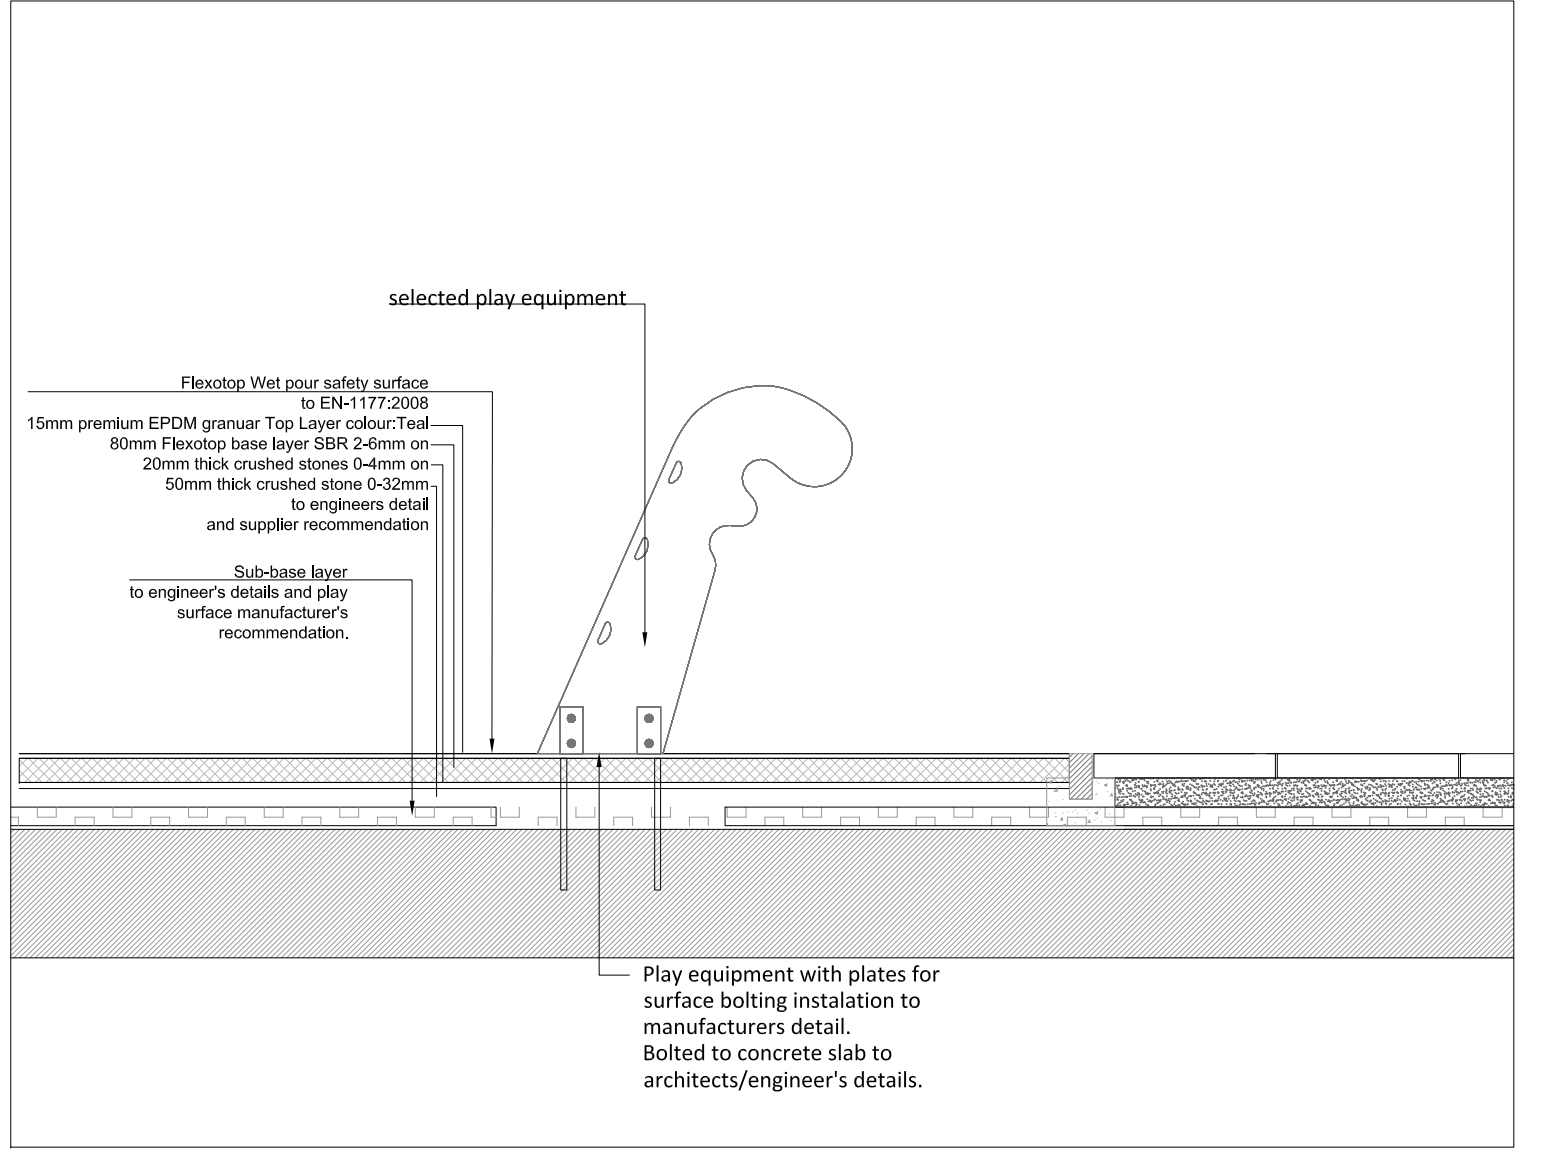 selected play equipment
Flexotop Wet pour safety surface
to EN-1177:2008
15mm premium EPDM granuar Top Layer colour:Teal
80mm Flexotop base layer SBR 2-6mm on
20mm thick crushed stones 0-4mm on
50mm thick crushed stone 0-32mm
to engineers detail
and supplier recommendation
Sub-base layer
to engineer's details and play
surface manufacturer's
recommendation.
Play equipment with plates for
surface bolting instalation to
manufacturers detail.
Bolted to concrete slab to
architects/engineer's details.